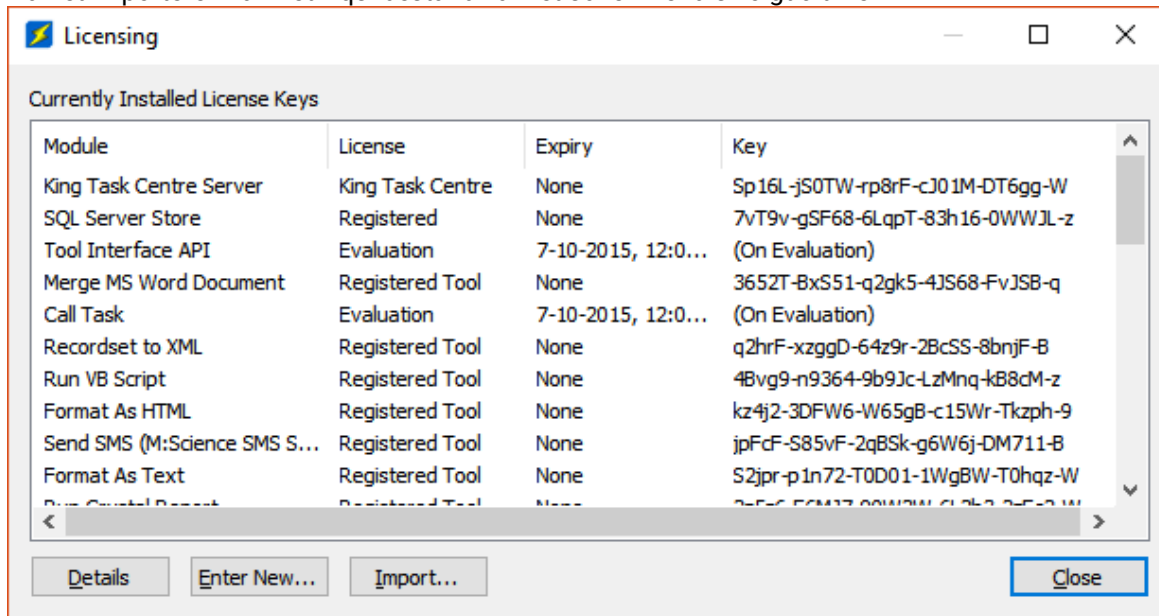 Licensing
Currently Installed License Keys
Module License Expiry Key
King Task Centre Server King Task Centre None Sp16L-jS0TW-rp8rF-cJ01M-DT6gg-W
SQL Server Store Registered None 7vT9v-gSF68-6LqpT-83h16-0WWJL-z
Tool Interface API Evaluation 7-10-2015, 12:0... (On Evaluation)
Merge MS Word Document Registered Tool None 3652T-BxS51-q2gk5-4JS68-FvJSB-q
Call Task Evaluation 7-10-2015, 12:0... (On Evaluation)
Recordset to XML Registered Tool None q2hrF-xzggD-64z9r-2BcSS-8bnjF-B
Run VB Script Registered Tool None 4Bvg9-n9364-9b9Jc-LzMnq-kB8cM-z
Format As HTML Registered Tool None kz4j2-3DFW6-W65gB-c15Wr-Tkzph-9
Send SMS (M:Science SMS S... Registered Tool None jpFcF-S85vF-2qBSk-g6W6j-DM711-B
Format As Text Registered Tool None S2jpr-p1n72-T0D01-1WgBW-T0hqz-W
Run Crystal Report Registered Tool None
Details Enter New... Import... Close